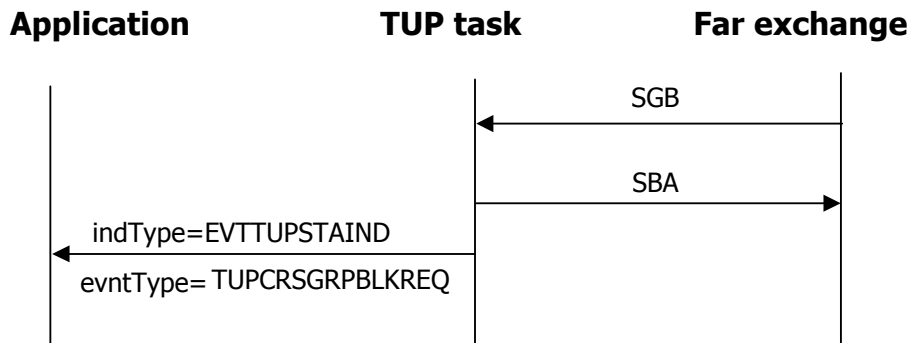 Application TUP task Far exchange
SGB
SBA
indType=EVTTUPSTAIND
evntType= TUPCRSGRPBLKREQ